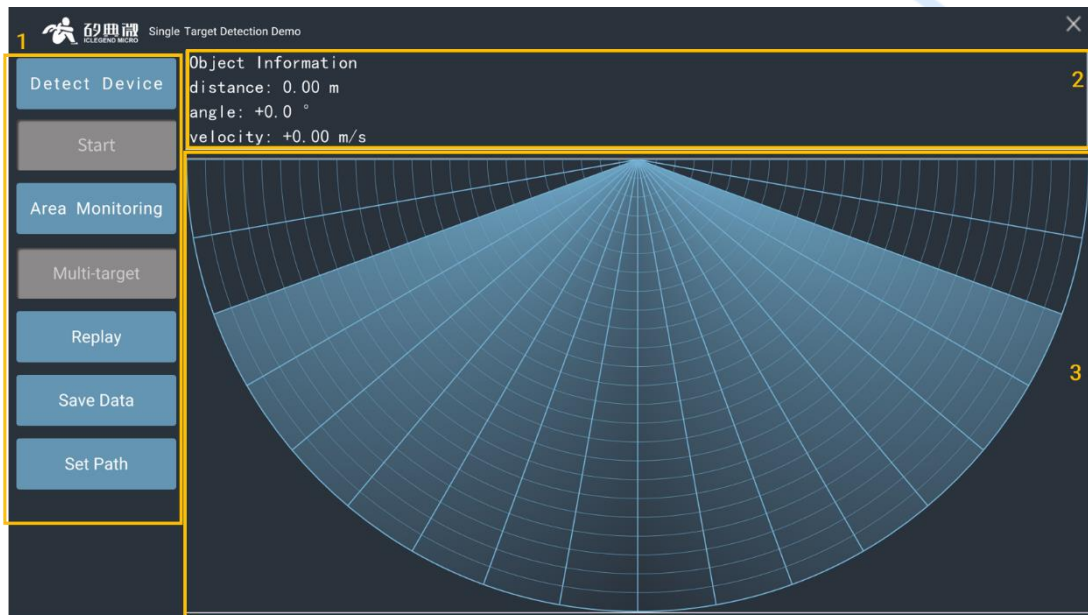 矽典微
ICLEGEND MICRO
Single Target Detection Demo
1
Detect Device
Start
Area Monitoring
Multi-target
Replay
Save Data
Set Path
Object Information
distance: 0.00 m
angle: +0.0 °
velocity: +0.00 m/s
2
3